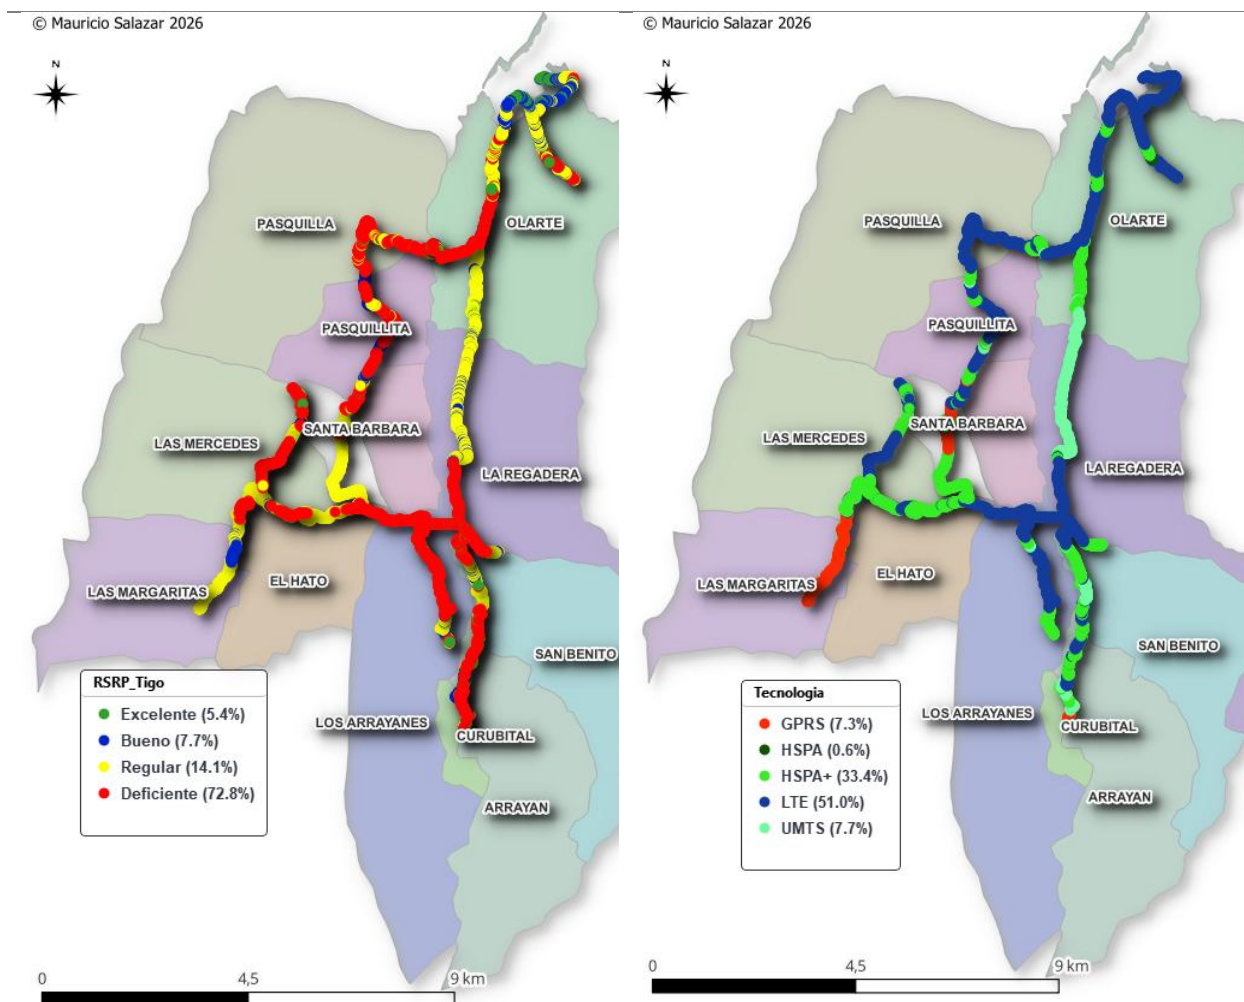 © Mauricio Salazar 2026
N
PASQUILLA
OLARTE
PASQUILLITA
SANTA BARBARA
LAS MERCEDES
LA REGADERA
EL HATO
LAS MARGARITAS
SAN BENITO
LOS ARRAYANES
CURUBITAL
ARRAYAN
RSRP_Tigo
Excelente (5.4%)
Bueno (7.7%)
Regular (14.1%)
Deficiente (72.8%)
0
4,5
9 km
© Mauricio Salazar 2026
N
PASQUILLA
OLARTE
PASQUILLITA
SANTA BARBARA
LAS MERCEDES
LA REGADERA
EL HATO
LAS MARGARITAS
SAN BENITO
LOS ARRAYANES
CURUBITAL
ARRAYAN
Tecnologia
GPRS (7.3%)
HSPA (0.6%)
HSPA+ (33.4%)
LTE (51.0%)
UMTS (7.7%)
0
4,5
9 km